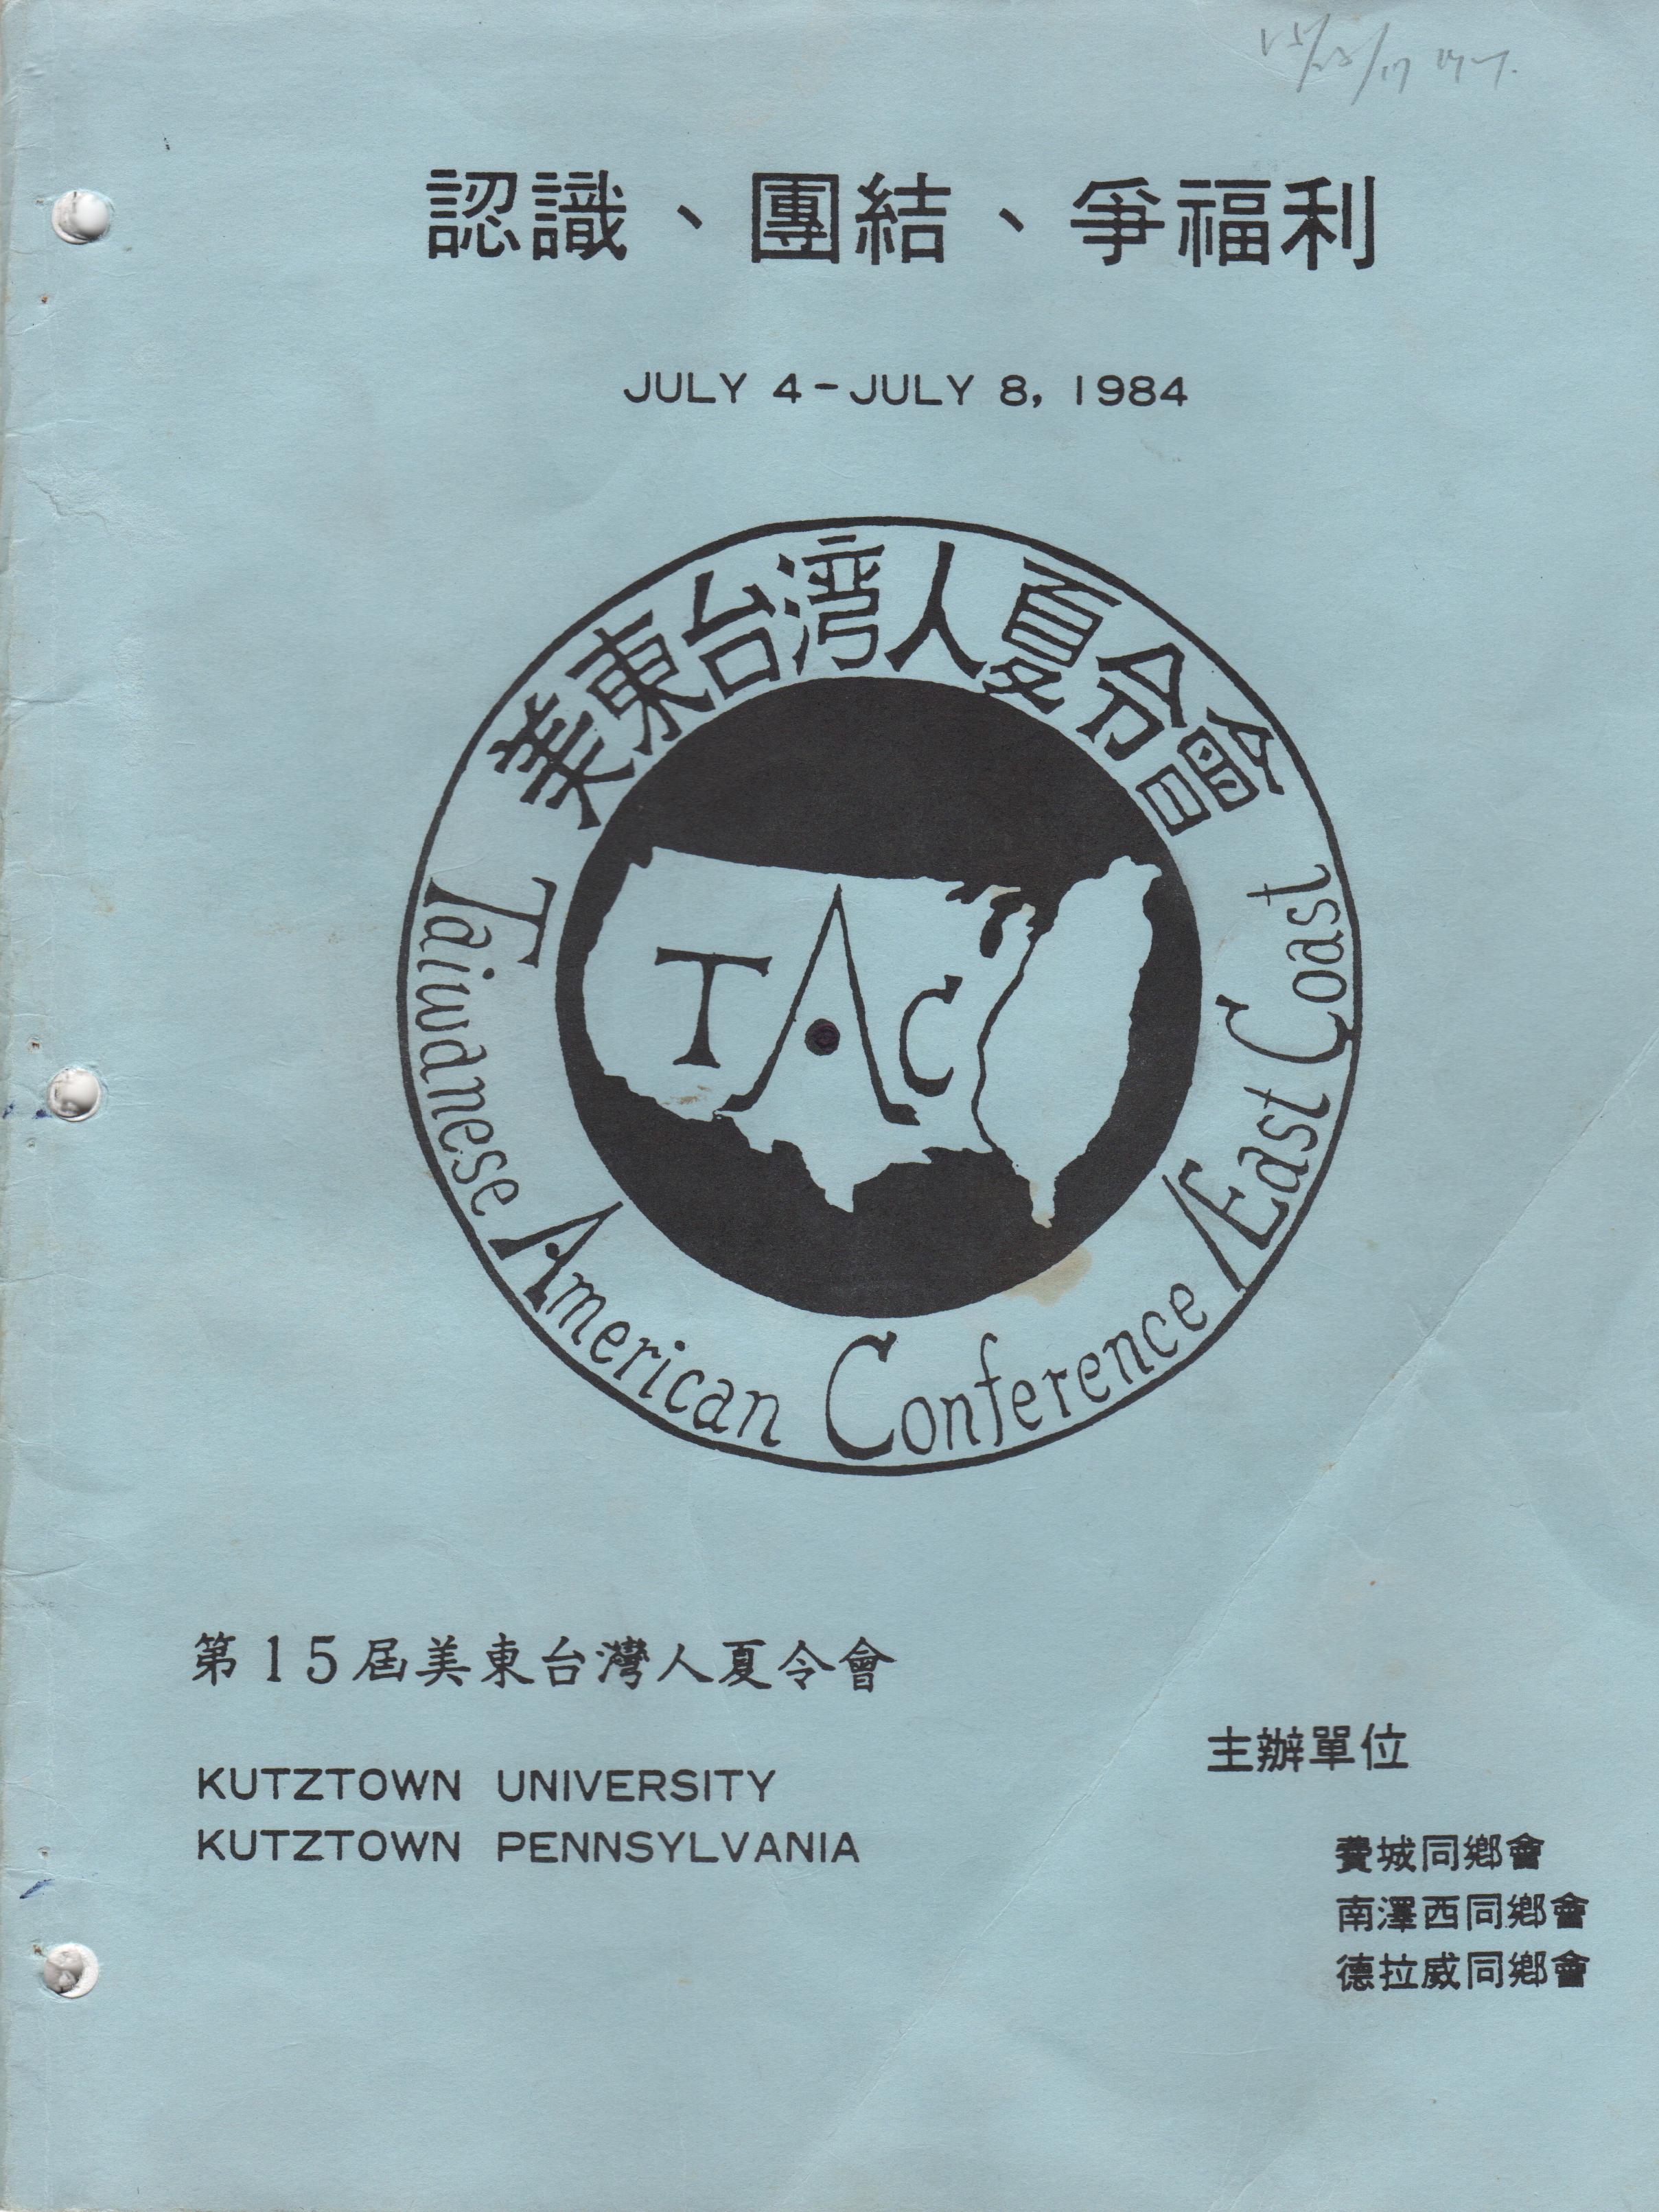 認識、團結、爭福利
JULY 4-JULY 8, 1984
美東台湾人夏令會
TAC
Taiwanese American Conference/East Coast
第15屆美東台灣人夏令會
KUTZTOWN UNIVERSITY
KUTZTOWN PENNSYLVANIA
主辦單位
費城同鄉會
南澤西同鄉會
德拉威同鄉會